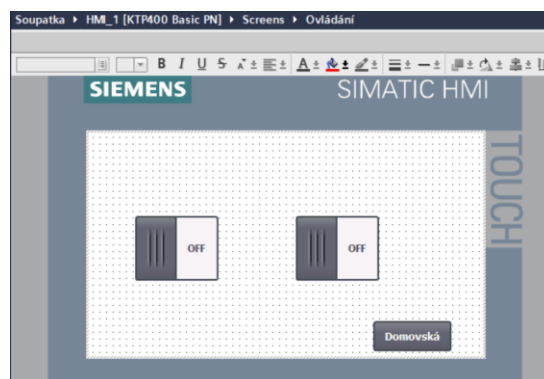 Soupatka ▸ HMI_1 [KTP400 Basic PN] ▸ Screens ▸ Ovládání
B I U S A A
SIEMENS SIMATIC HMI
TOUCH
OFF OFF
Domovská